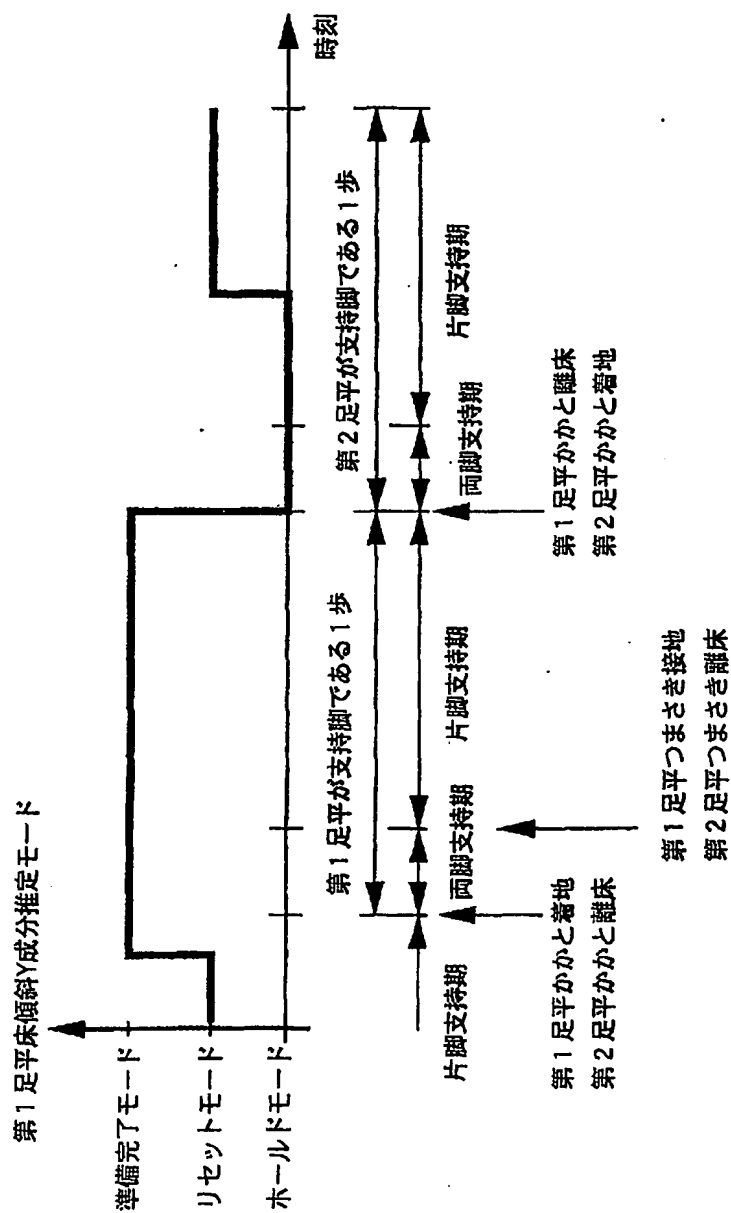 第1足平床傾斜Y成分推定モード
準備完了モード
リセットモード
ホールドモード
時刻
第1足平が支持脚である1歩
第2足平が支持脚である1歩
片脚支持期
両脚支持期
片脚支持期
両脚支持期
片脚支持期
第1足平かかと着地
第2足平かかと離床
第1足平つまさき接地
第2足平つまさき離床
第1足平かかと離床
第2足平かかと着地